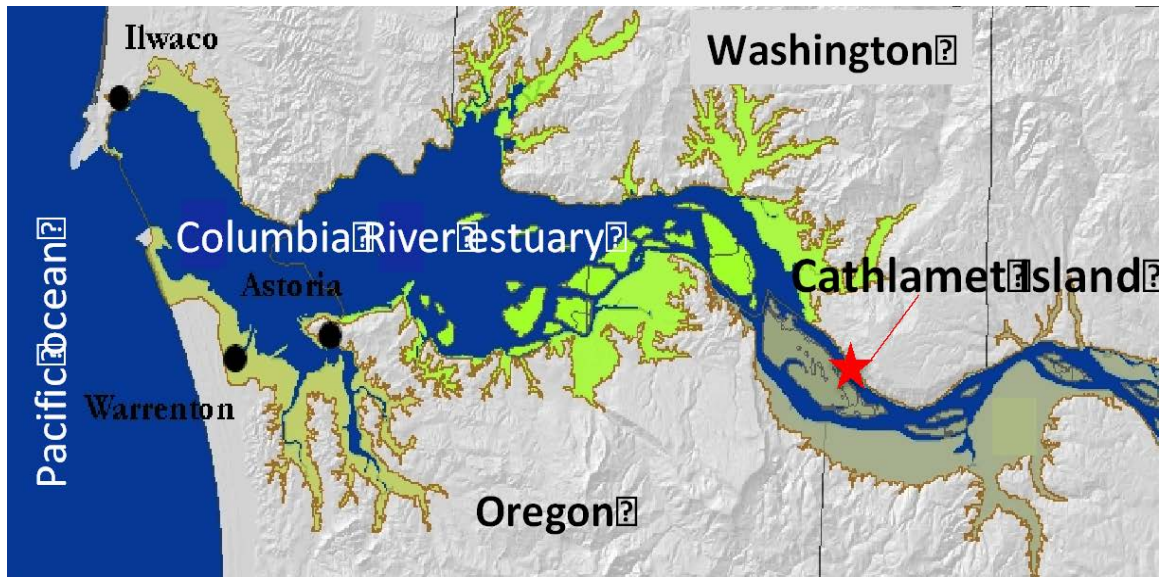 Ilwaco
Washington⍰
Columbia⍰River⍰estuary⍰
Astoria
Cathlamet⍰Island⍰
Pacific⍰ocean⍰
Warrenton
Oregon⍰